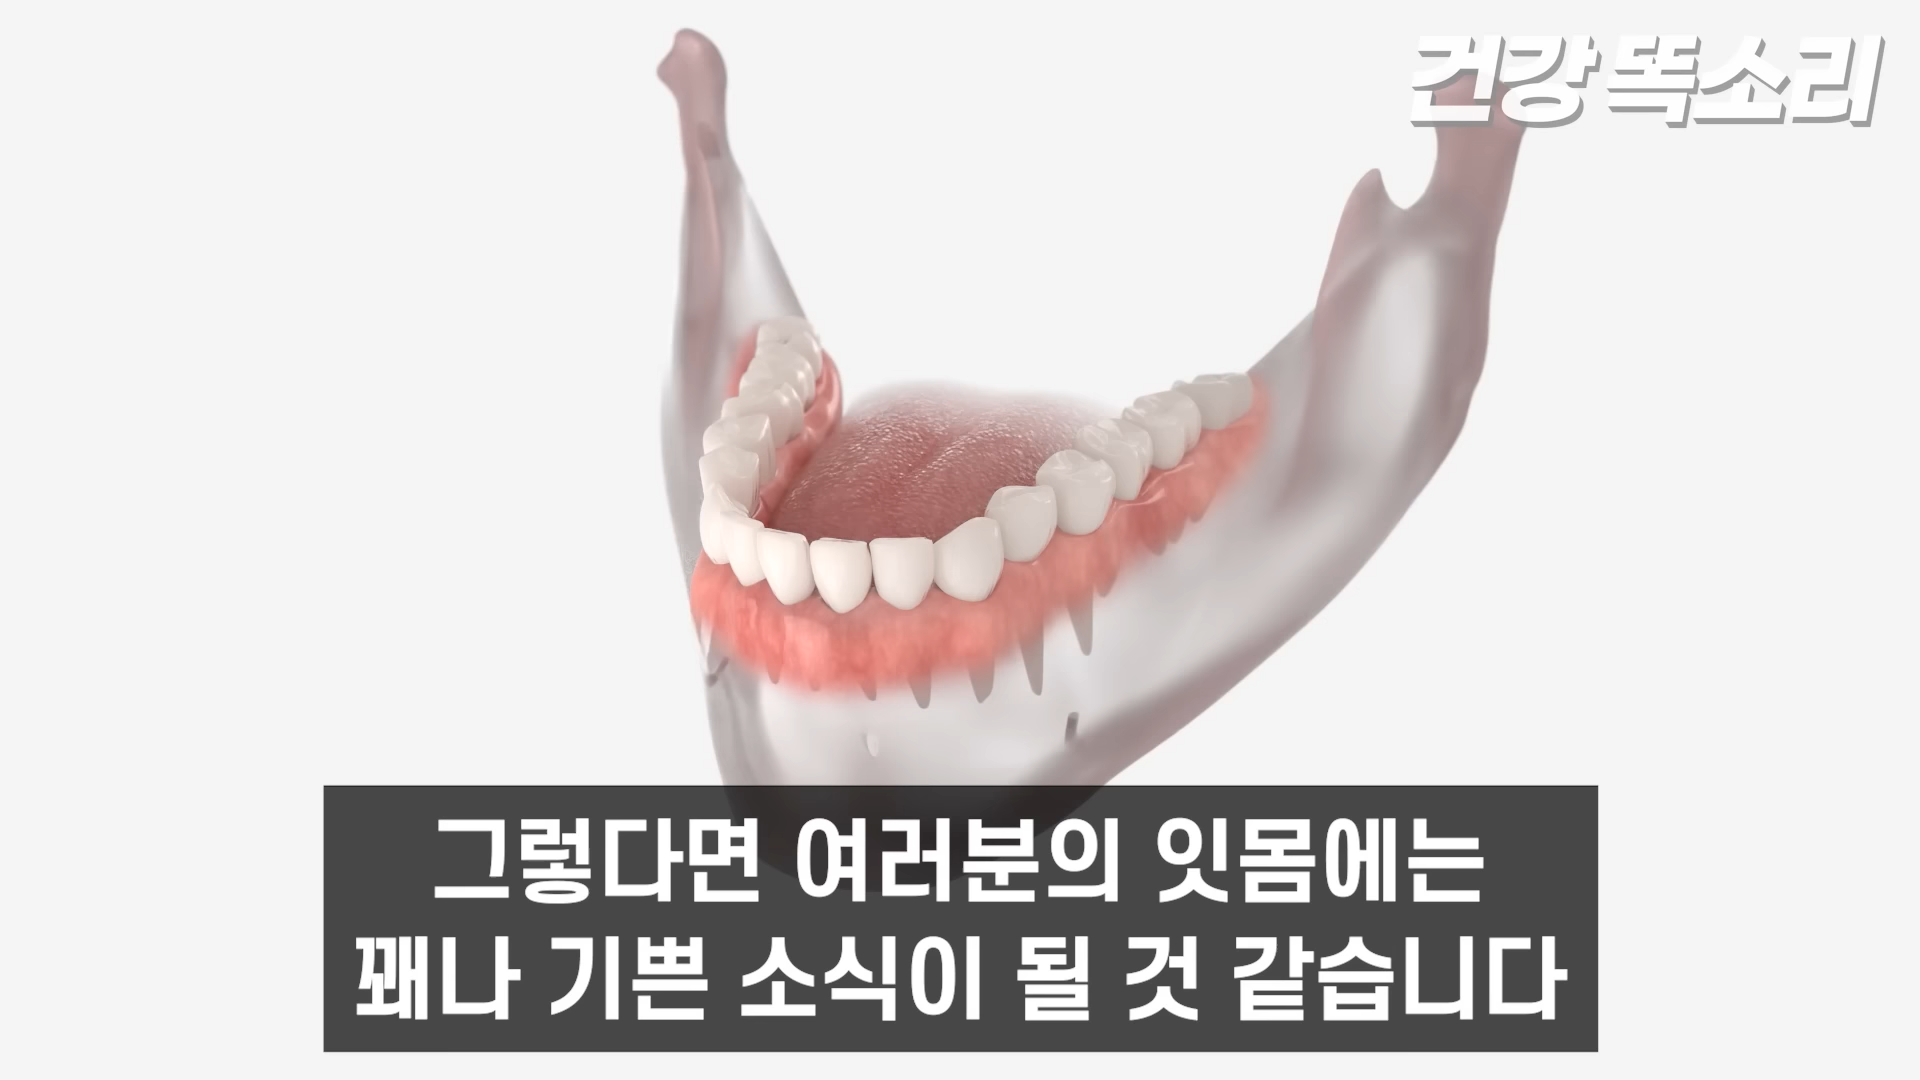 건강 똑소리
그렇다면 여러분의 잇몸에는
꽤나 기쁜 소식이 될 것 같습니다